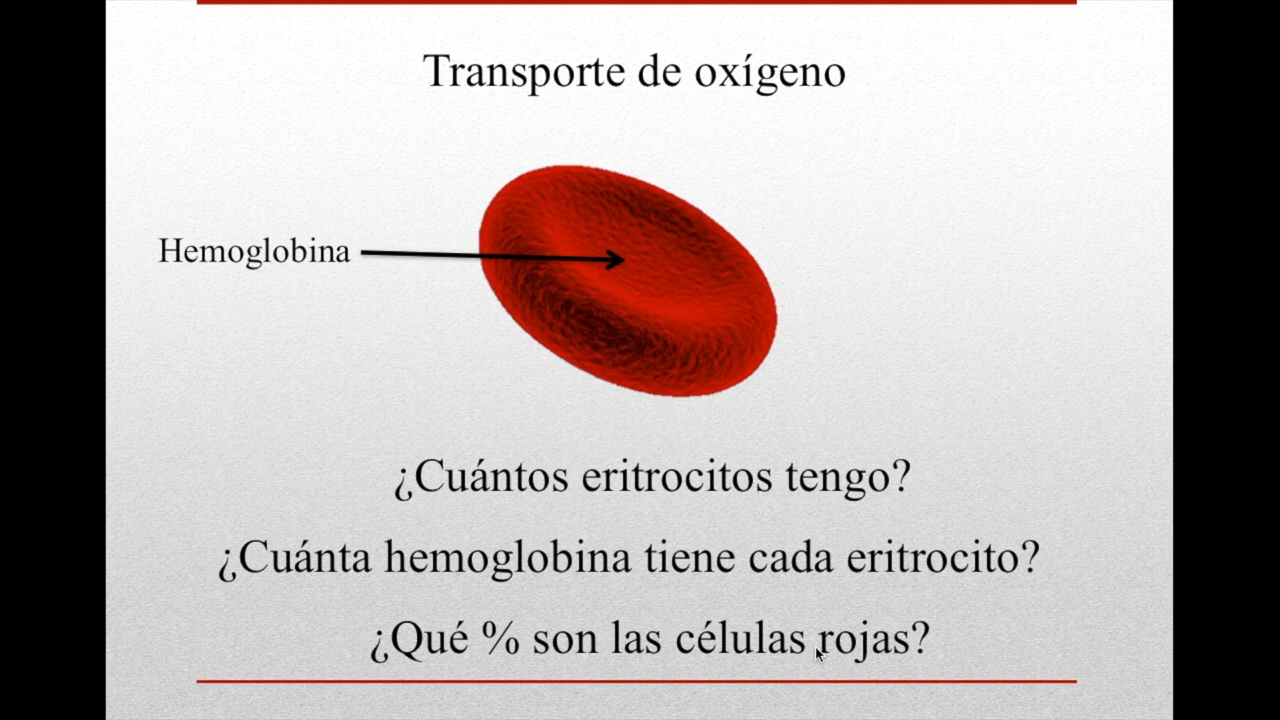 Transporte de oxígeno
Hemoglobina
¿Cuántos eritrocitos tengo?
¿Cuánta hemoglobina tiene cada eritrocito?
¿Qué % son las células rojas?